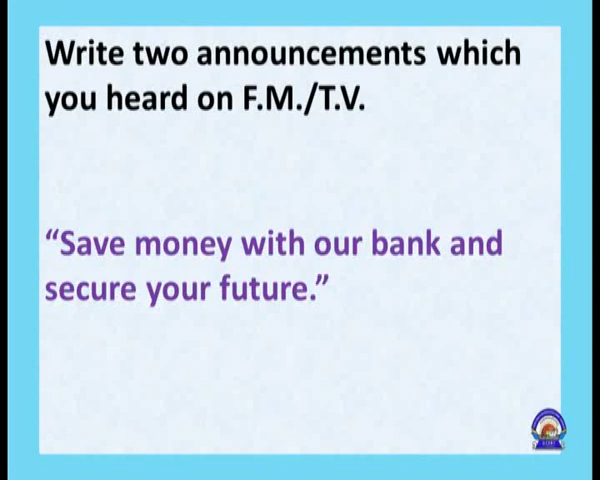 Write two announcements which
you heard on F.M./T.V.
“Save money with our bank and
secure your future.”